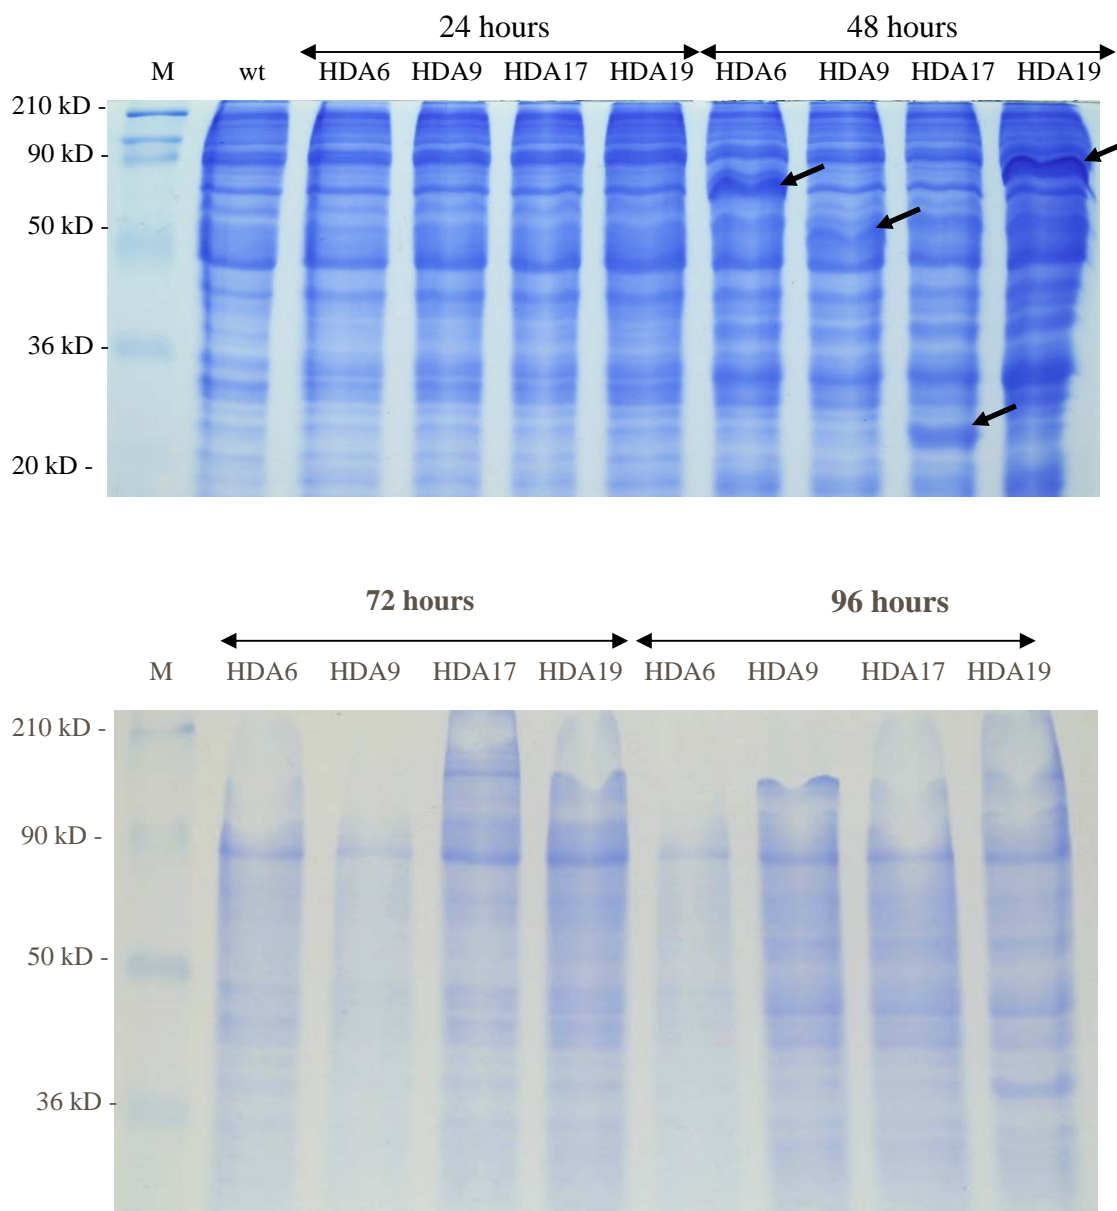 24 hours 48 hours
M wt HDA6 HDA9 HDA17 HDA19 HDA6 HDA9 HDA17 HDA19
210 kD -
90 kD -
50 kD -
36 kD -
20 kD -
72 hours 96 hours
M HDA6 HDA9 HDA17 HDA19 HDA6 HDA9 HDA17 HDA19
210 kD -
90 kD -
50 kD -
36 kD -